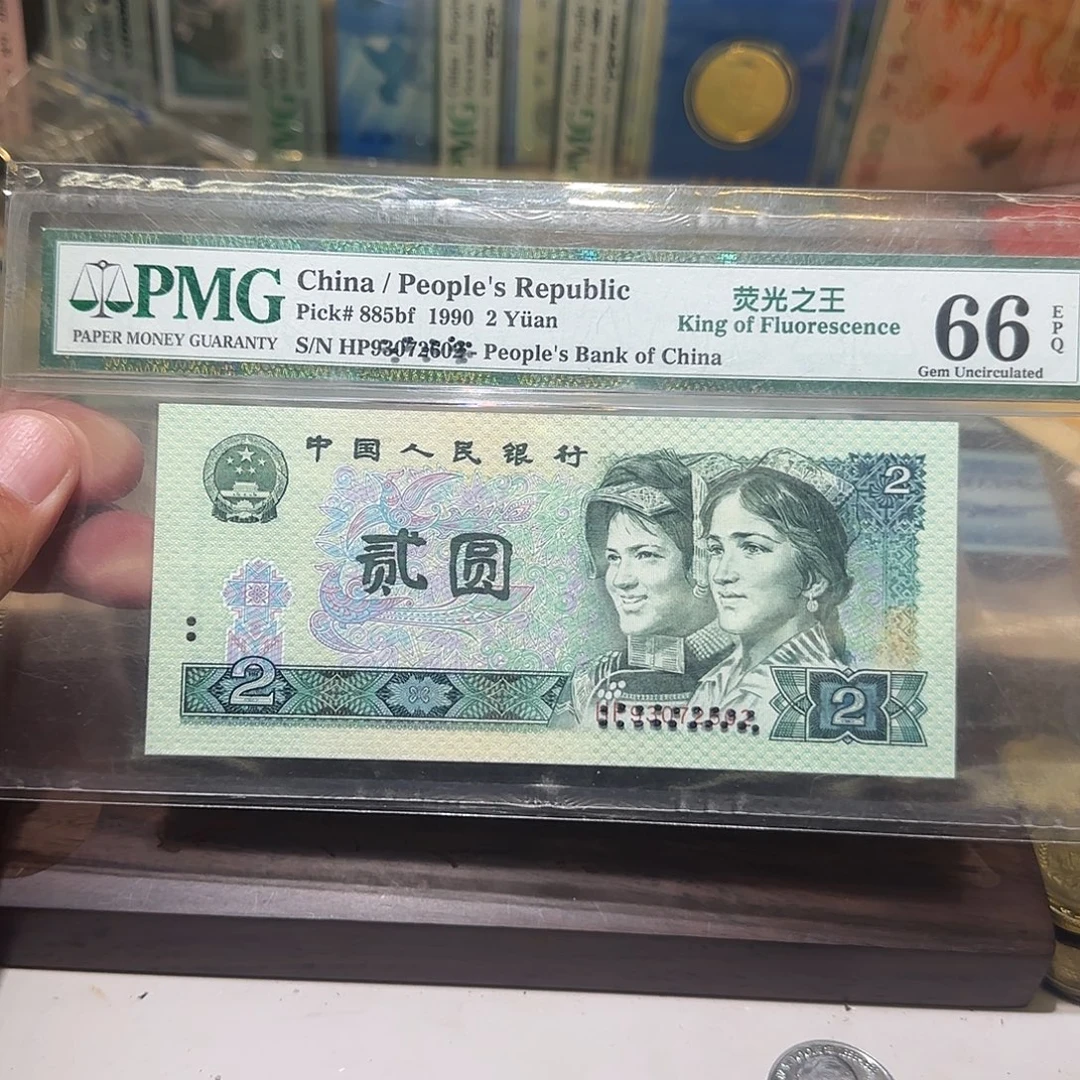 PMG
PAPER MONEY GUARANTY
China / People's Republic
Pick# 885bf 1990 2 Yüan
S/N HP93072602- People's Bank of China
荧光之王
King of Fluorescence
66
EPQ
Gem Uncirculated
中国人民银行
2
贰圆
2
2